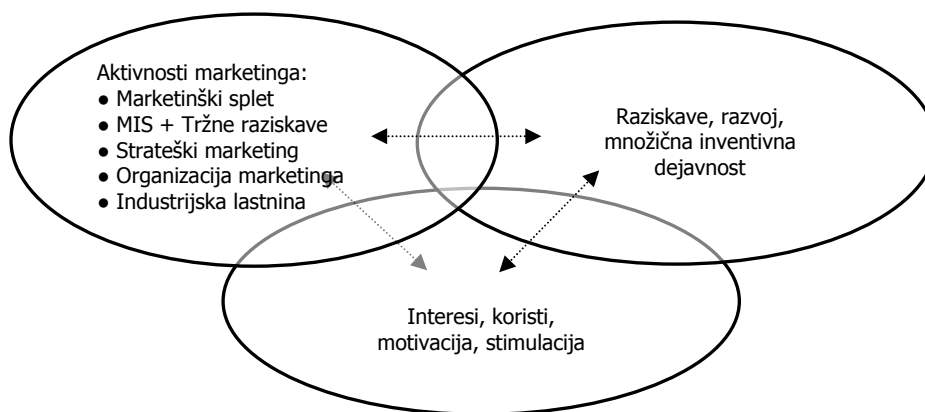 Aktivnosti marketinga:
● Marketinški splet
● MIS + Tržne raziskave
● Strateški marketing
● Organizacija marketinga
● Industrijska lastnina
Raziskave, razvoj,
množična inventivna
dejavnost
Interesi, koristi,
motivacija, stimulacija